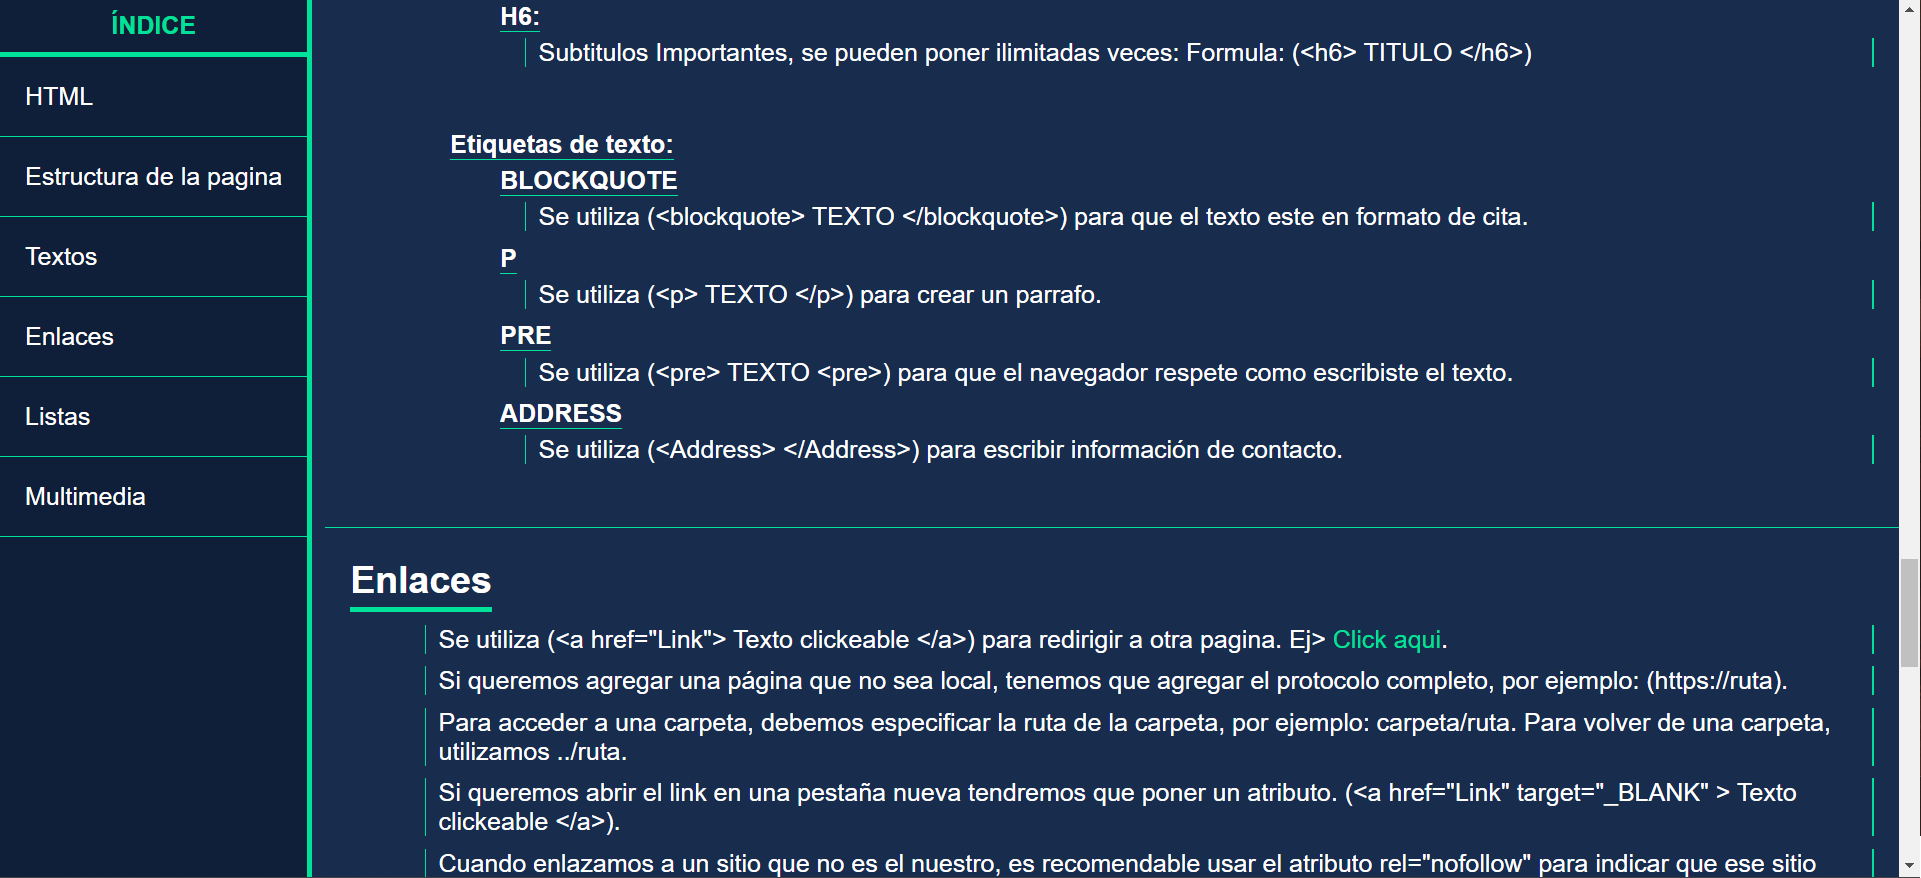 ÍNDICE
HTML
Estructura de la pagina
Textos
Enlaces
Listas
Multimedia
H6:
Subtitulos Importantes, se pueden poner ilimitadas veces: Formula: (<h6> TITULO </h6>)
Etiquetas de texto:
BLOCKQUOTE
Se utiliza (<blockquote> TEXTO </blockquote>) para que el texto este en formato de cita.
P
Se utiliza (<p> TEXTO </p>) para crear un parrafo.
PRE
Se utiliza (<pre> TEXTO <pre>) para que el navegador respete como escribiste el texto.
ADDRESS
Se utiliza (<Address> </Address>) para escribir información de contacto.
Enlaces
Se utiliza (<a href="Link"> Texto clickeable </a>) para redirigir a otra pagina. Ej> Click aqui.
Si queremos agregar una página que no sea local, tenemos que agregar el protocolo completo, por ejemplo: (https://ruta).
Para acceder a una carpeta, debemos especificar la ruta de la carpeta, por ejemplo: carpeta/ruta. Para volver de una carpeta,
utilizamos ../ruta.
Si queremos abrir el link en una pestaña nueva tendremos que poner un atributo. (<a href="Link" target="_BLANK" > Texto
clickeable </a>).
Cuando enlazamos a un sitio que no es el nuestro, es recomendable usar el atributo rel="nofollow" para indicar que ese sitio